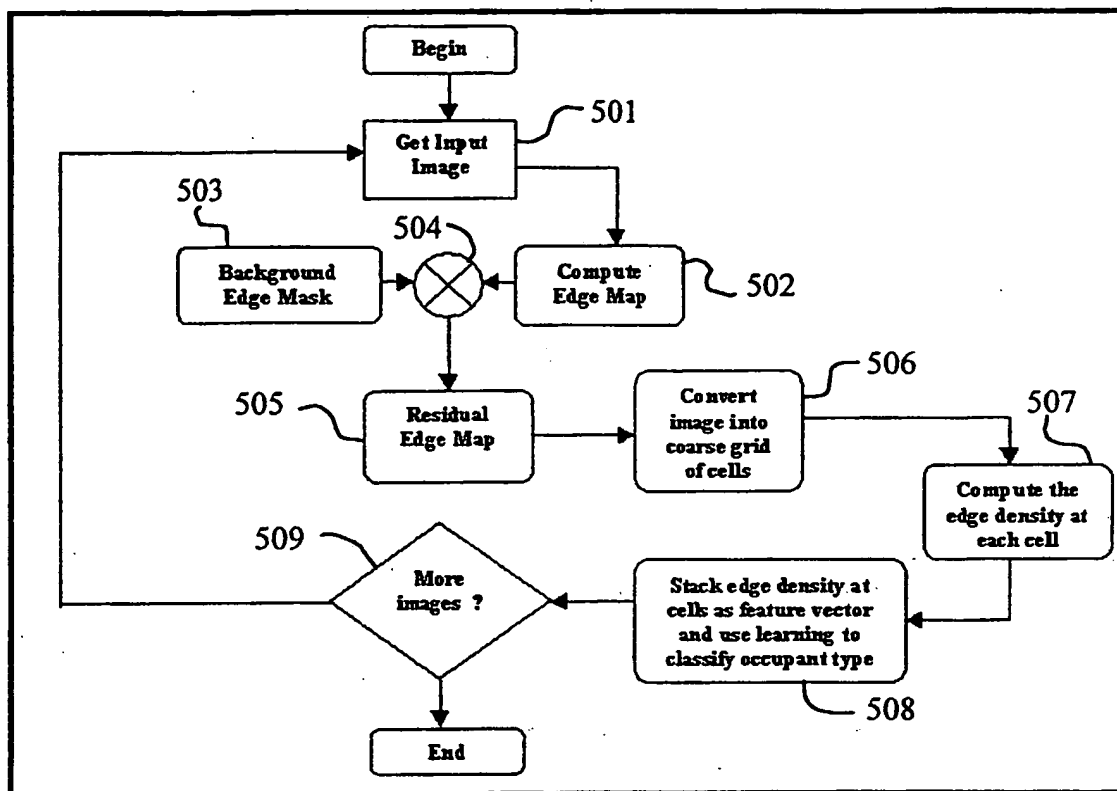 Begin
501
Get Input
Image
503
504
Background
Edge Mask
Compute
Edge Map
502
505
Residual
Edge Map
506
Convert
image into
coarse grid
of cells
507
Compute the
edge density at
each cell
509
More
images ?
Stack edge density at
cells as feature vector
and use learning to
classify occupant type
508
End